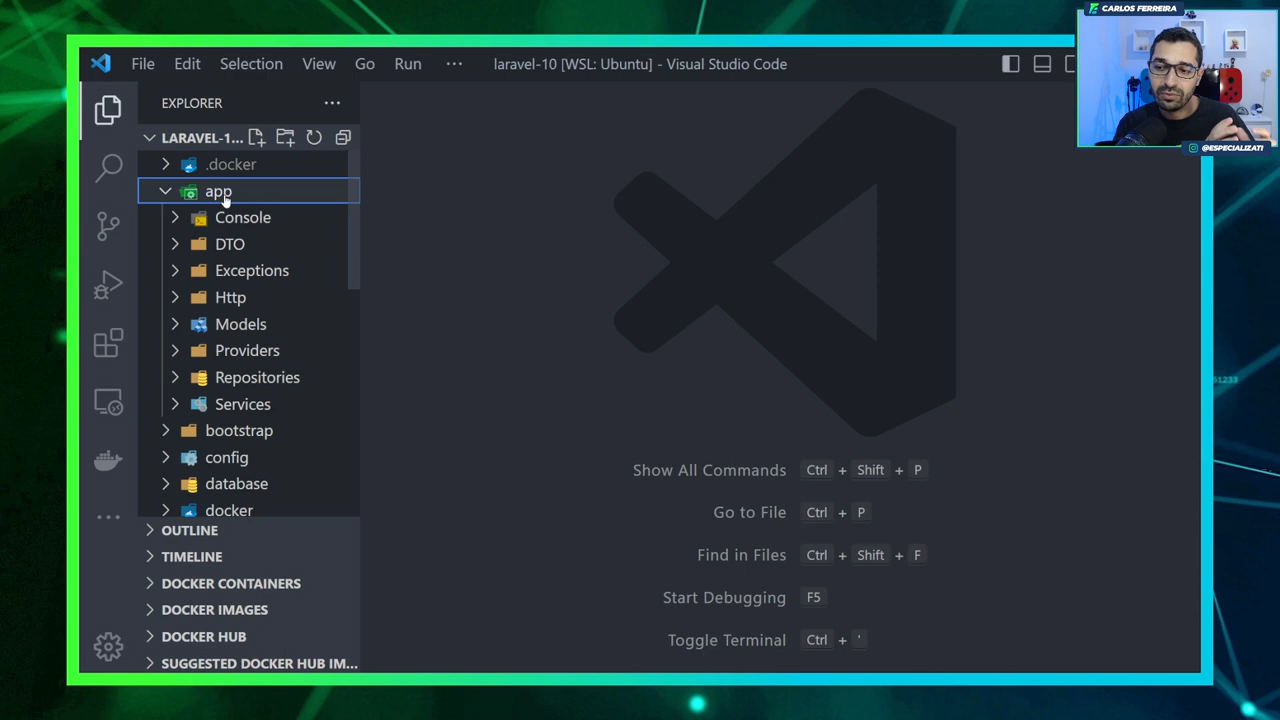 CARLOS FERREIRA
@ESPECIALIZATI
File Edit Selection View Go Run ··· laravel-10 [WSL: Ubuntu] - Visual Studio Code
EXPLORER ···
LARAVEL-1...
.docker
app
Console
DTO
Exceptions
Http
Models
Providers
Repositories
Services
bootstrap
config
database
docker
OUTLINE
TIMELINE
DOCKER CONTAINERS
DOCKER IMAGES
DOCKER HUB
SUGGESTED DOCKER HUB IM...
Show All Commands Ctrl + Shift + P
Go to File Ctrl + P
Find in Files Ctrl + Shift + F
Start Debugging F5
Toggle Terminal Ctrl + '
51233